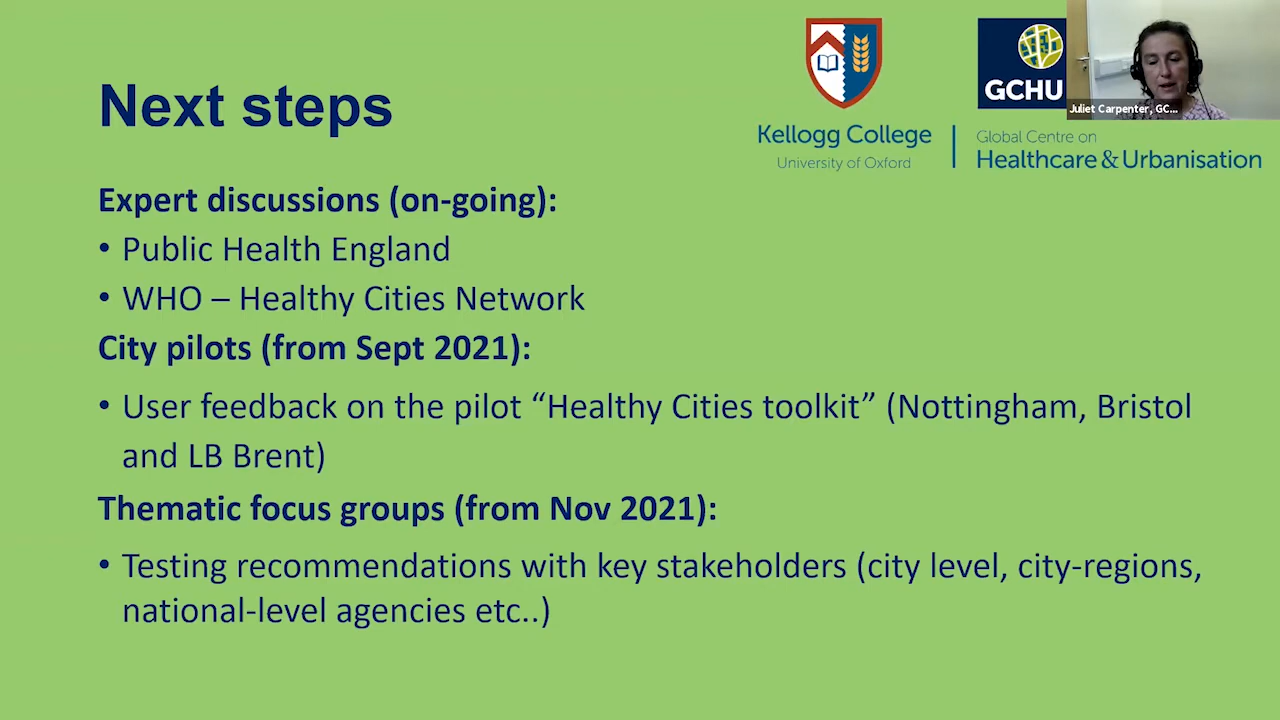 Next steps
Kellogg College
University of Oxford
GCHU
Global Centre on
Healthcare & Urbanisation
Juliet Carpenter, GC...
Expert discussions (on-going):
• Public Health England
• WHO – Healthy Cities Network
City pilots (from Sept 2021):
• User feedback on the pilot “Healthy Cities toolkit” (Nottingham, Bristol
and LB Brent)
Thematic focus groups (from Nov 2021):
• Testing recommendations with key stakeholders (city level, city-regions,
national-level agencies etc..)